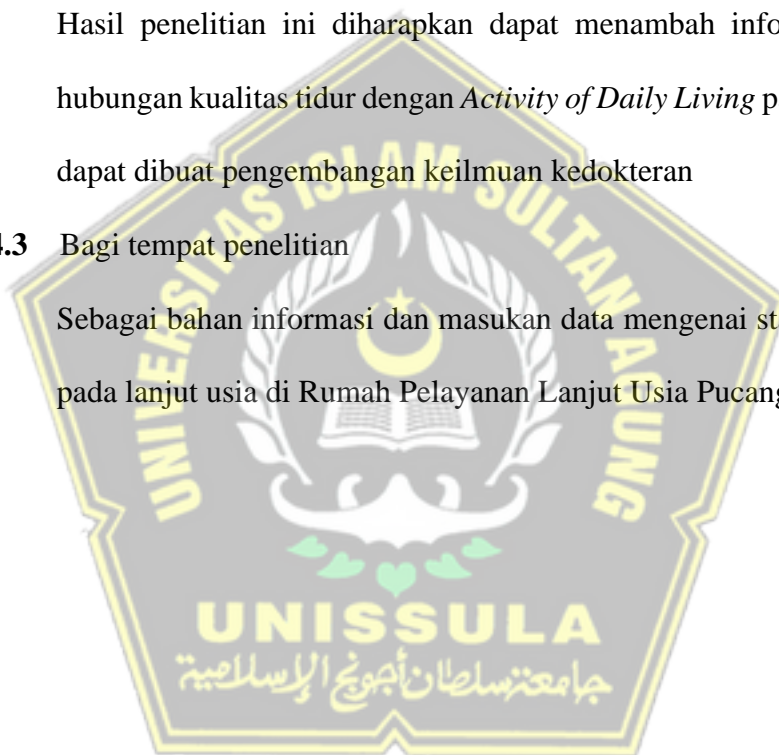 Hasil penelitian ini diharapkan dapat menambah info
hubungan kualitas tidur dengan Activity of Daily Living p
dapat dibuat pengembangan keilmuan kedokteran
4.3 Bagi tempat penelitian
Sebagai bahan informasi dan masukan data mengenai st
pada lanjut usia di Rumah Pelayanan Lanjut Usia Pucang
UNIVERSITAS ISLAM SULTAN AGUNG
UNISSULA
جامعة سلطان أجونج الإسلامية